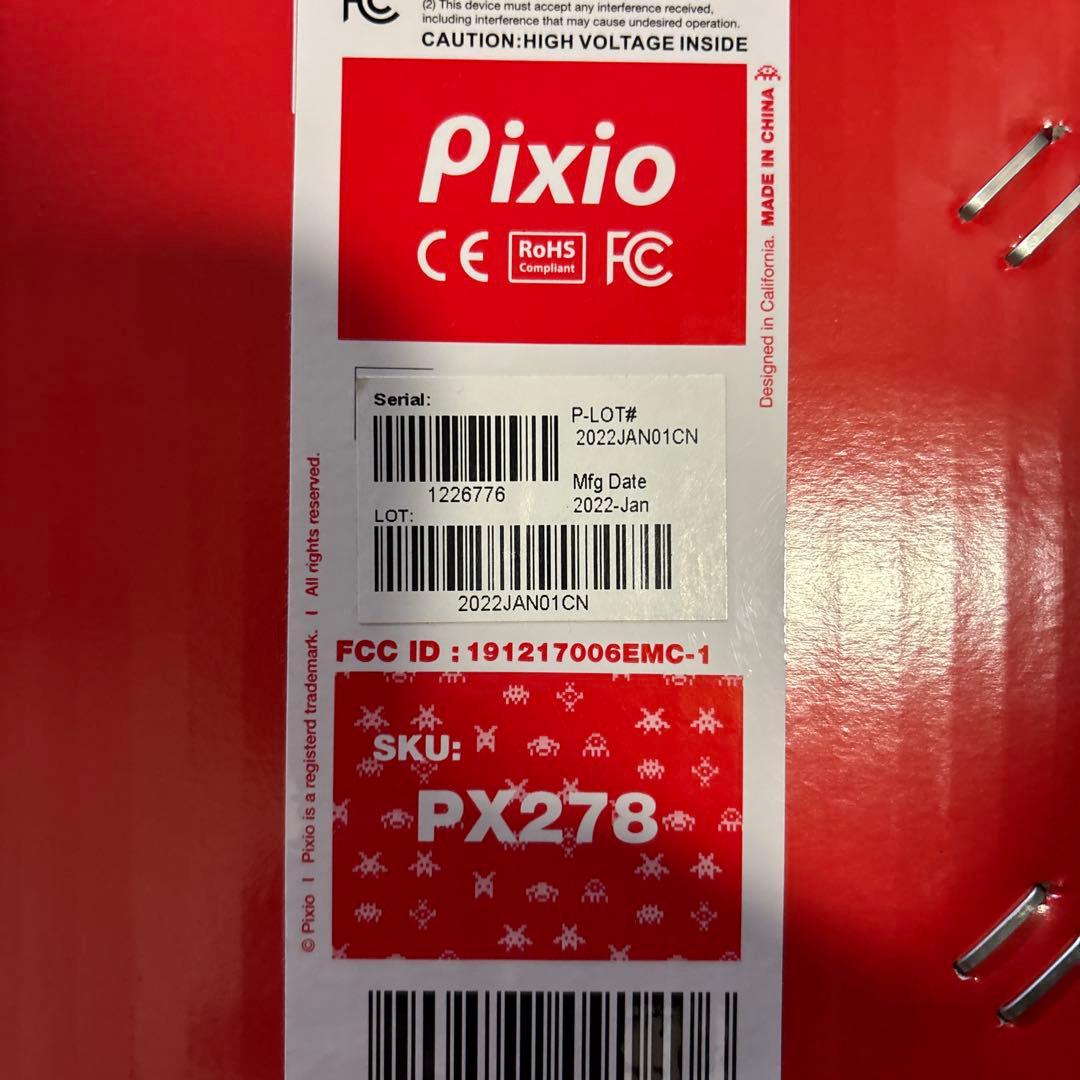 FC
(2) This device must accept any interference received,
including interference that may cause undesired operation.
CAUTION:HIGH VOLTAGE INSIDE
Pixio
CE RoHS Compliant FC
Designed in California. MADE IN CHINA
Serial:
1226776
P-LOT#
2022JAN01CN
Mfg Date
2022-Jan
LOT:
2022JAN01CN
FCC ID : 191217006EMC-1
SKU:
PX278
© Pixio I Pixio is a registerd trademark. I All rights reserved.